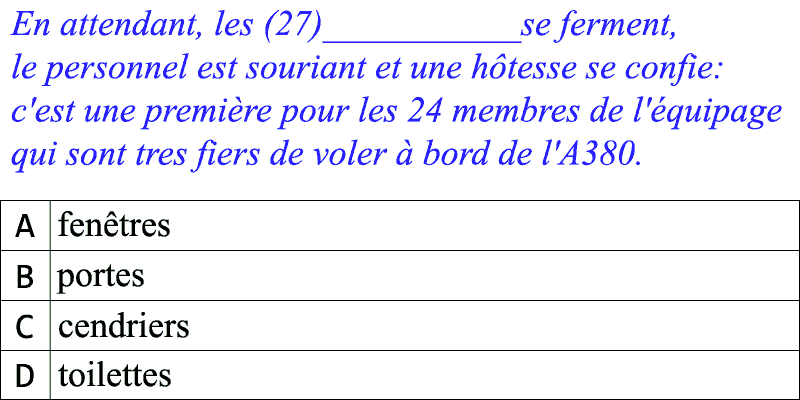 En attendant, les (27)___________se ferment,
le personnel est souriant et une hôtesse se confie:
c'est une première pour les 24 membres de l'équipage
qui sont tres fiers de voler à bord de l'A380.
A fenêtres
B portes
C cendriers
D toilettes